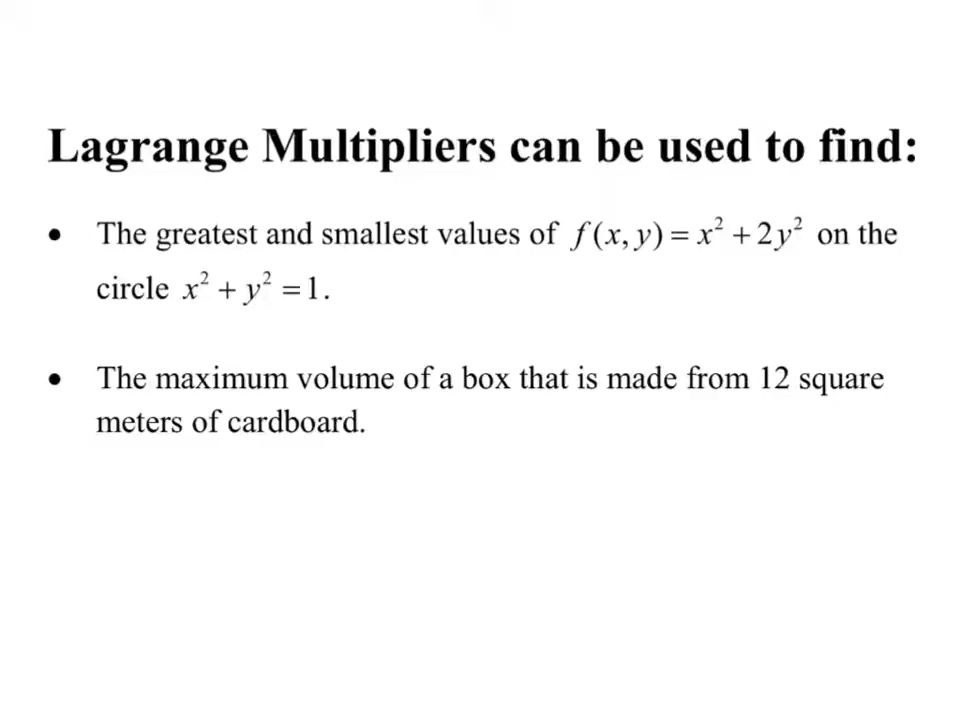 Lagrange Multipliers can be used to find:
• The greatest and smallest values of f(x, y) = x² + 2y² on the
circle x² + y² = 1.
• The maximum volume of a box that is made from 12 square
meters of cardboard.